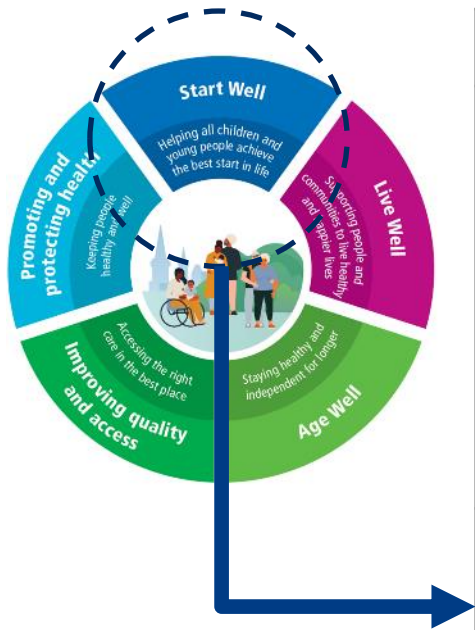 Start Well
Helping all children and
young people achieve
the best start in life
Live Well
Supporting people and
communities to live healthy
and happier lives
Age Well
Staying healthy and
independent for longer
Improving quality
and access
Accessing the right
care in the best place
Promoting and
protecting health
Keeping people
healthy and well